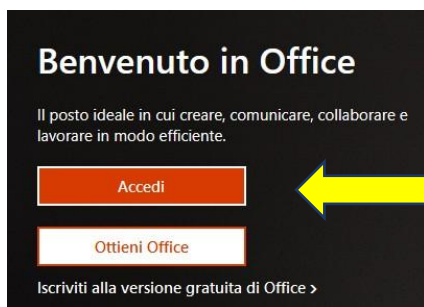 Benvenuto in Office
Il posto ideale in cui creare, comunicare, collaborare e
lavorare in modo efficiente.
Accedi
Ottieni Office
Iscriviti alla versione gratuita di Office >